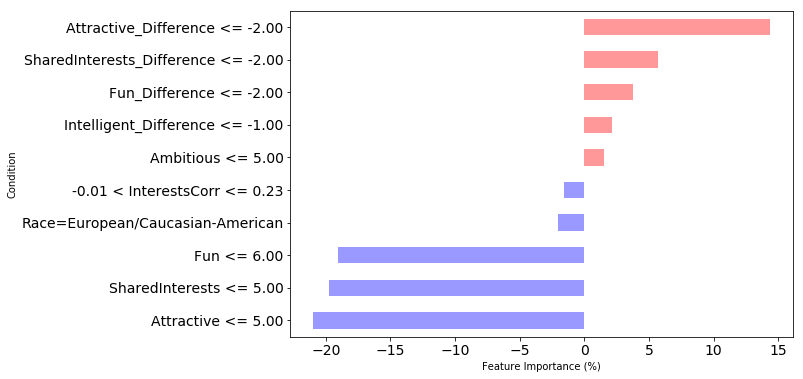 Attractive_Difference <= -2.00
SharedInterests_Difference <= -2.00
Fun_Difference <= -2.00
Intelligent_Difference <= -1.00
Ambitious <= 5.00
-0.01 < InterestsCorr <= 0.23
Race=European/Caucasian-American
Fun <= 6.00
SharedInterests <= 5.00
Attractive <= 5.00
Condition
−20 −15 −10 −5 0 5 10 15
Feature Importance (%)